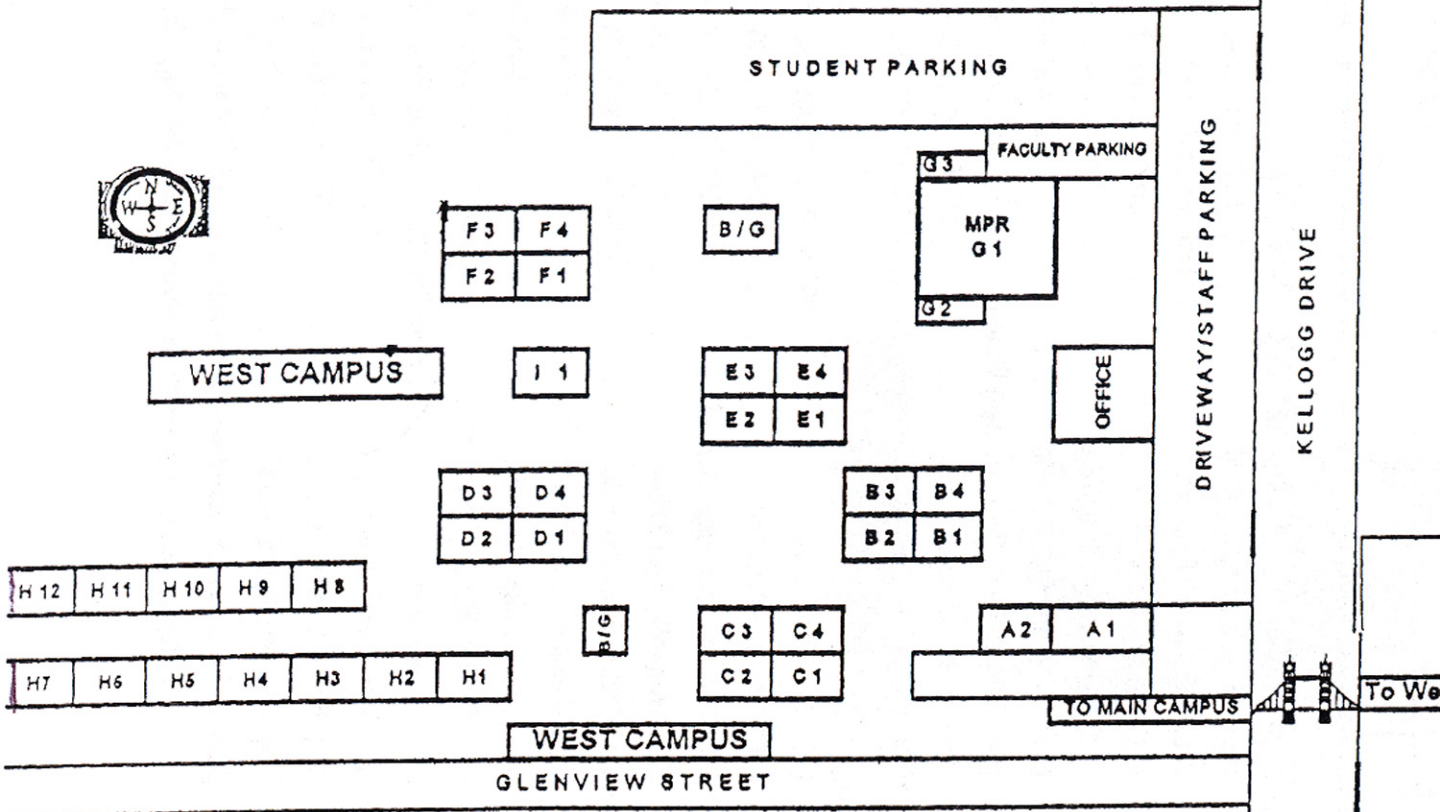 STUDENT PARKING
FACULTY PARKING
G3
N
W E
S
F3 F4
B/G
MPR
G1
F2 F1
G2
DRIVEWAY/STAFF PARKING
KELLOGG DRIVE
WEST CAMPUS
I 1
E3 E4
OFFICE
E2 E1
D3 D4
B3 B4
D2 D1
B2 B1
H12 H11 H10 H9 H8
B/G
C3 C4
A2 A1
H7 H6 H5 H4 H3 H2 H1
C2 C1
To We
TO MAIN CAMPUS
WEST CAMPUS
GLENVIEW STREET